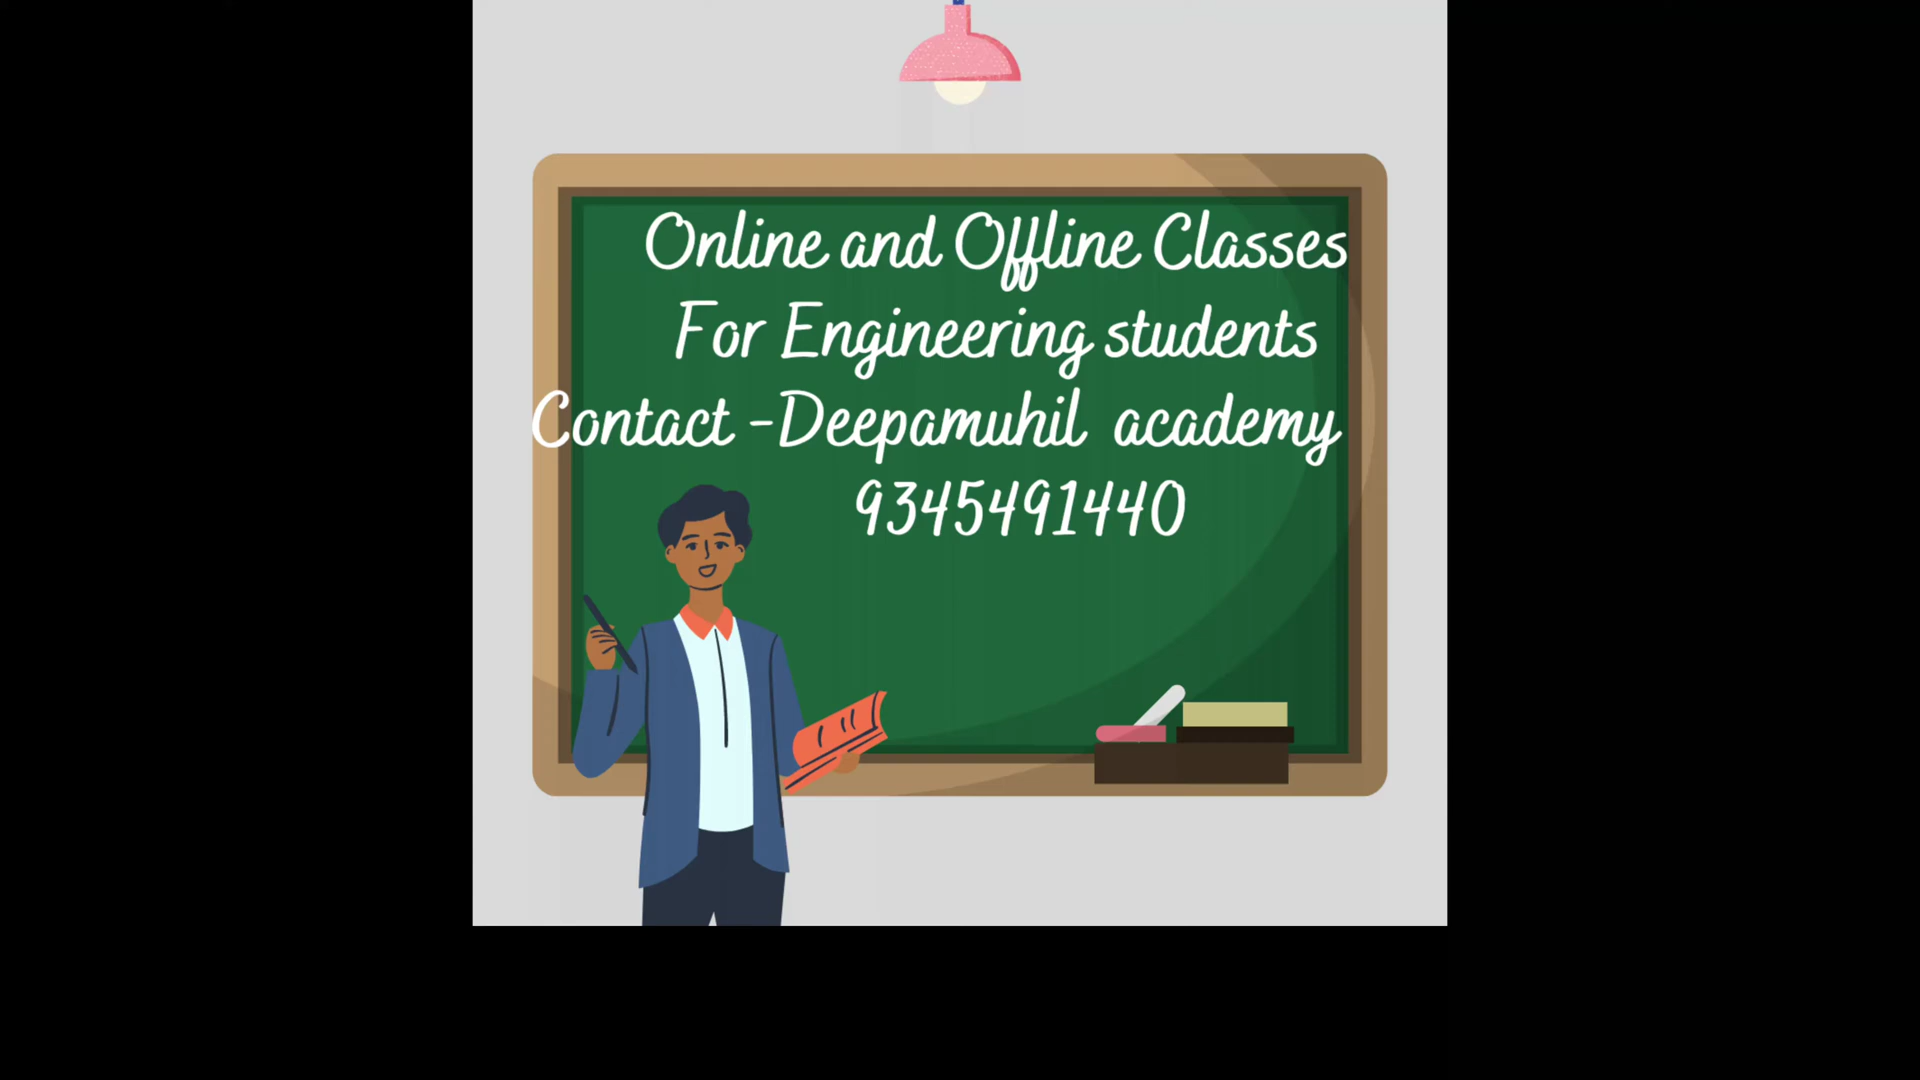 Online and Offline Classes
For Engineering students
Contact -Deepamuhil academy
9345491440